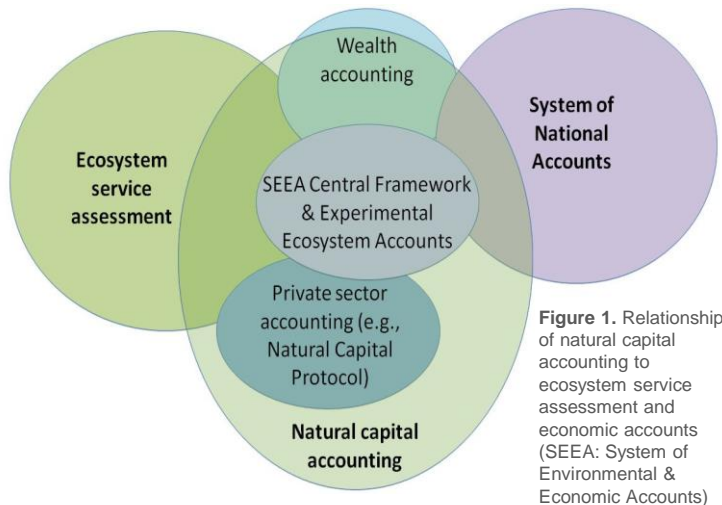 Wealth
accounting
System of
National
Accounts
Ecosystem
service
assessment
SEEA Central Framework
& Experimental
Ecosystem Accounts
Private sector
accounting (e.g.,
Natural Capital
Protocol)
Natural capital
accounting
Figure 1. Relationship
of natural capital
accounting to
ecosystem service
assessment and
economic accounts
(SEEA: System of
Environmental &
Economic Accounts)